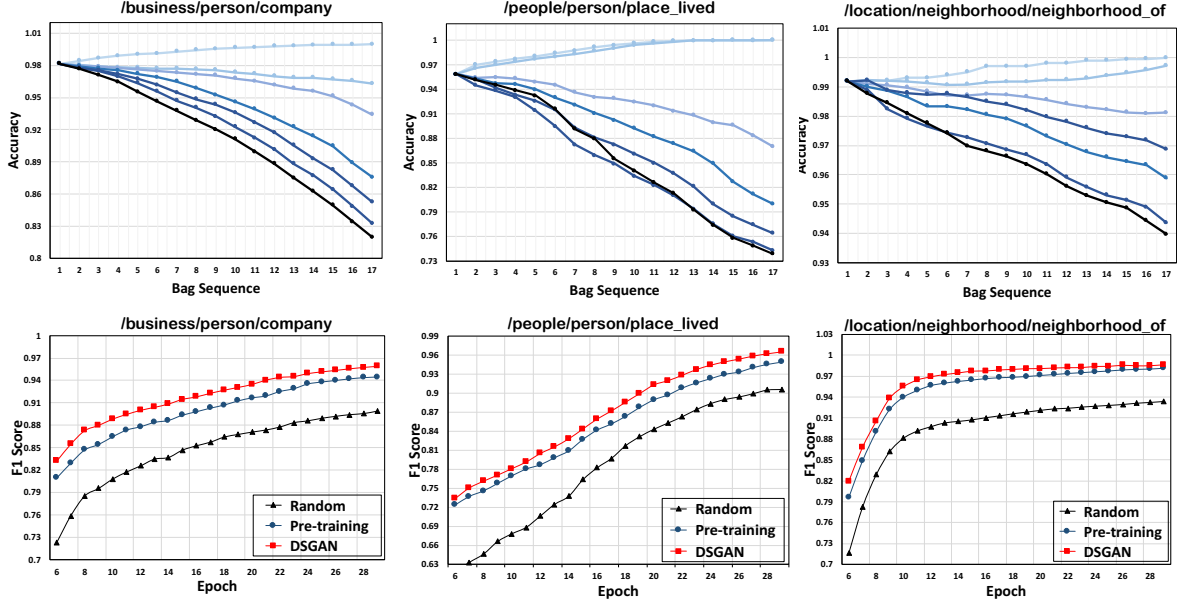 /business/person/company
1.01
0.98
0.95
0.92
0.89
0.86
0.83
0.8
Accuracy
1 2 3 4 5 6 7 8 9 10 11 12 13 14 15 16 17
Bag Sequence
/people/person/place_lived
1
0.97
0.94
0.91
0.88
0.85
0.82
0.79
0.76
0.73
Accuracy
1 2 3 4 5 6 7 8 9 10 11 12 13 14 15 16 17
Bag Sequence
/location/neighborhood/neighborhood_of
1.01
1
0.99
0.98
0.97
0.96
0.95
0.94
0.93
Accuracy
1 2 3 4 5 6 7 8 9 10 11 12 13 14 15 16 17
Bag Sequence
/business/person/company
1
0.97
0.94
0.91
0.88
0.85
0.82
0.79
0.76
0.73
0.7
F1 Score
6 8 10 12 14 16 18 20 22 24 26 28
Epoch
Random
Pre-training
DSGAN
/people/person/place_lived
0.99
0.96
0.93
0.9
0.87
0.84
0.81
0.78
0.75
0.72
0.69
0.66
0.63
F1 Score
6 8 10 12 14 16 18 20 22 24 26 28
Epoch
Random
Pre-training
DSGAN
/location/neighborhood/neighborhood_of
1.03
1
0.97
0.94
0.91
0.88
0.85
0.82
0.79
0.76
0.73
0.7
F1 Score
6 8 10 12 14 16 18 20 22 24 26 28
Epoch
Random
Pre-training
DSGAN